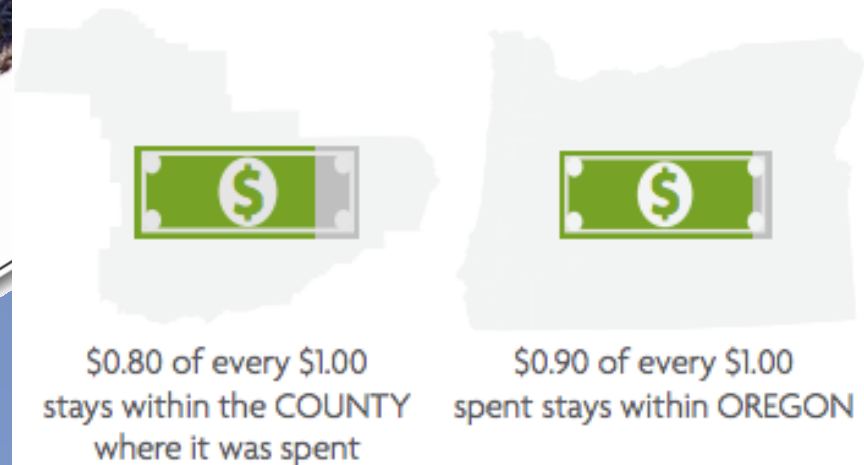 $
$
$0.80 of every $1.00
stays within the COUNTY
where it was spent
$0.90 of every $1.00
spent stays within OREGON